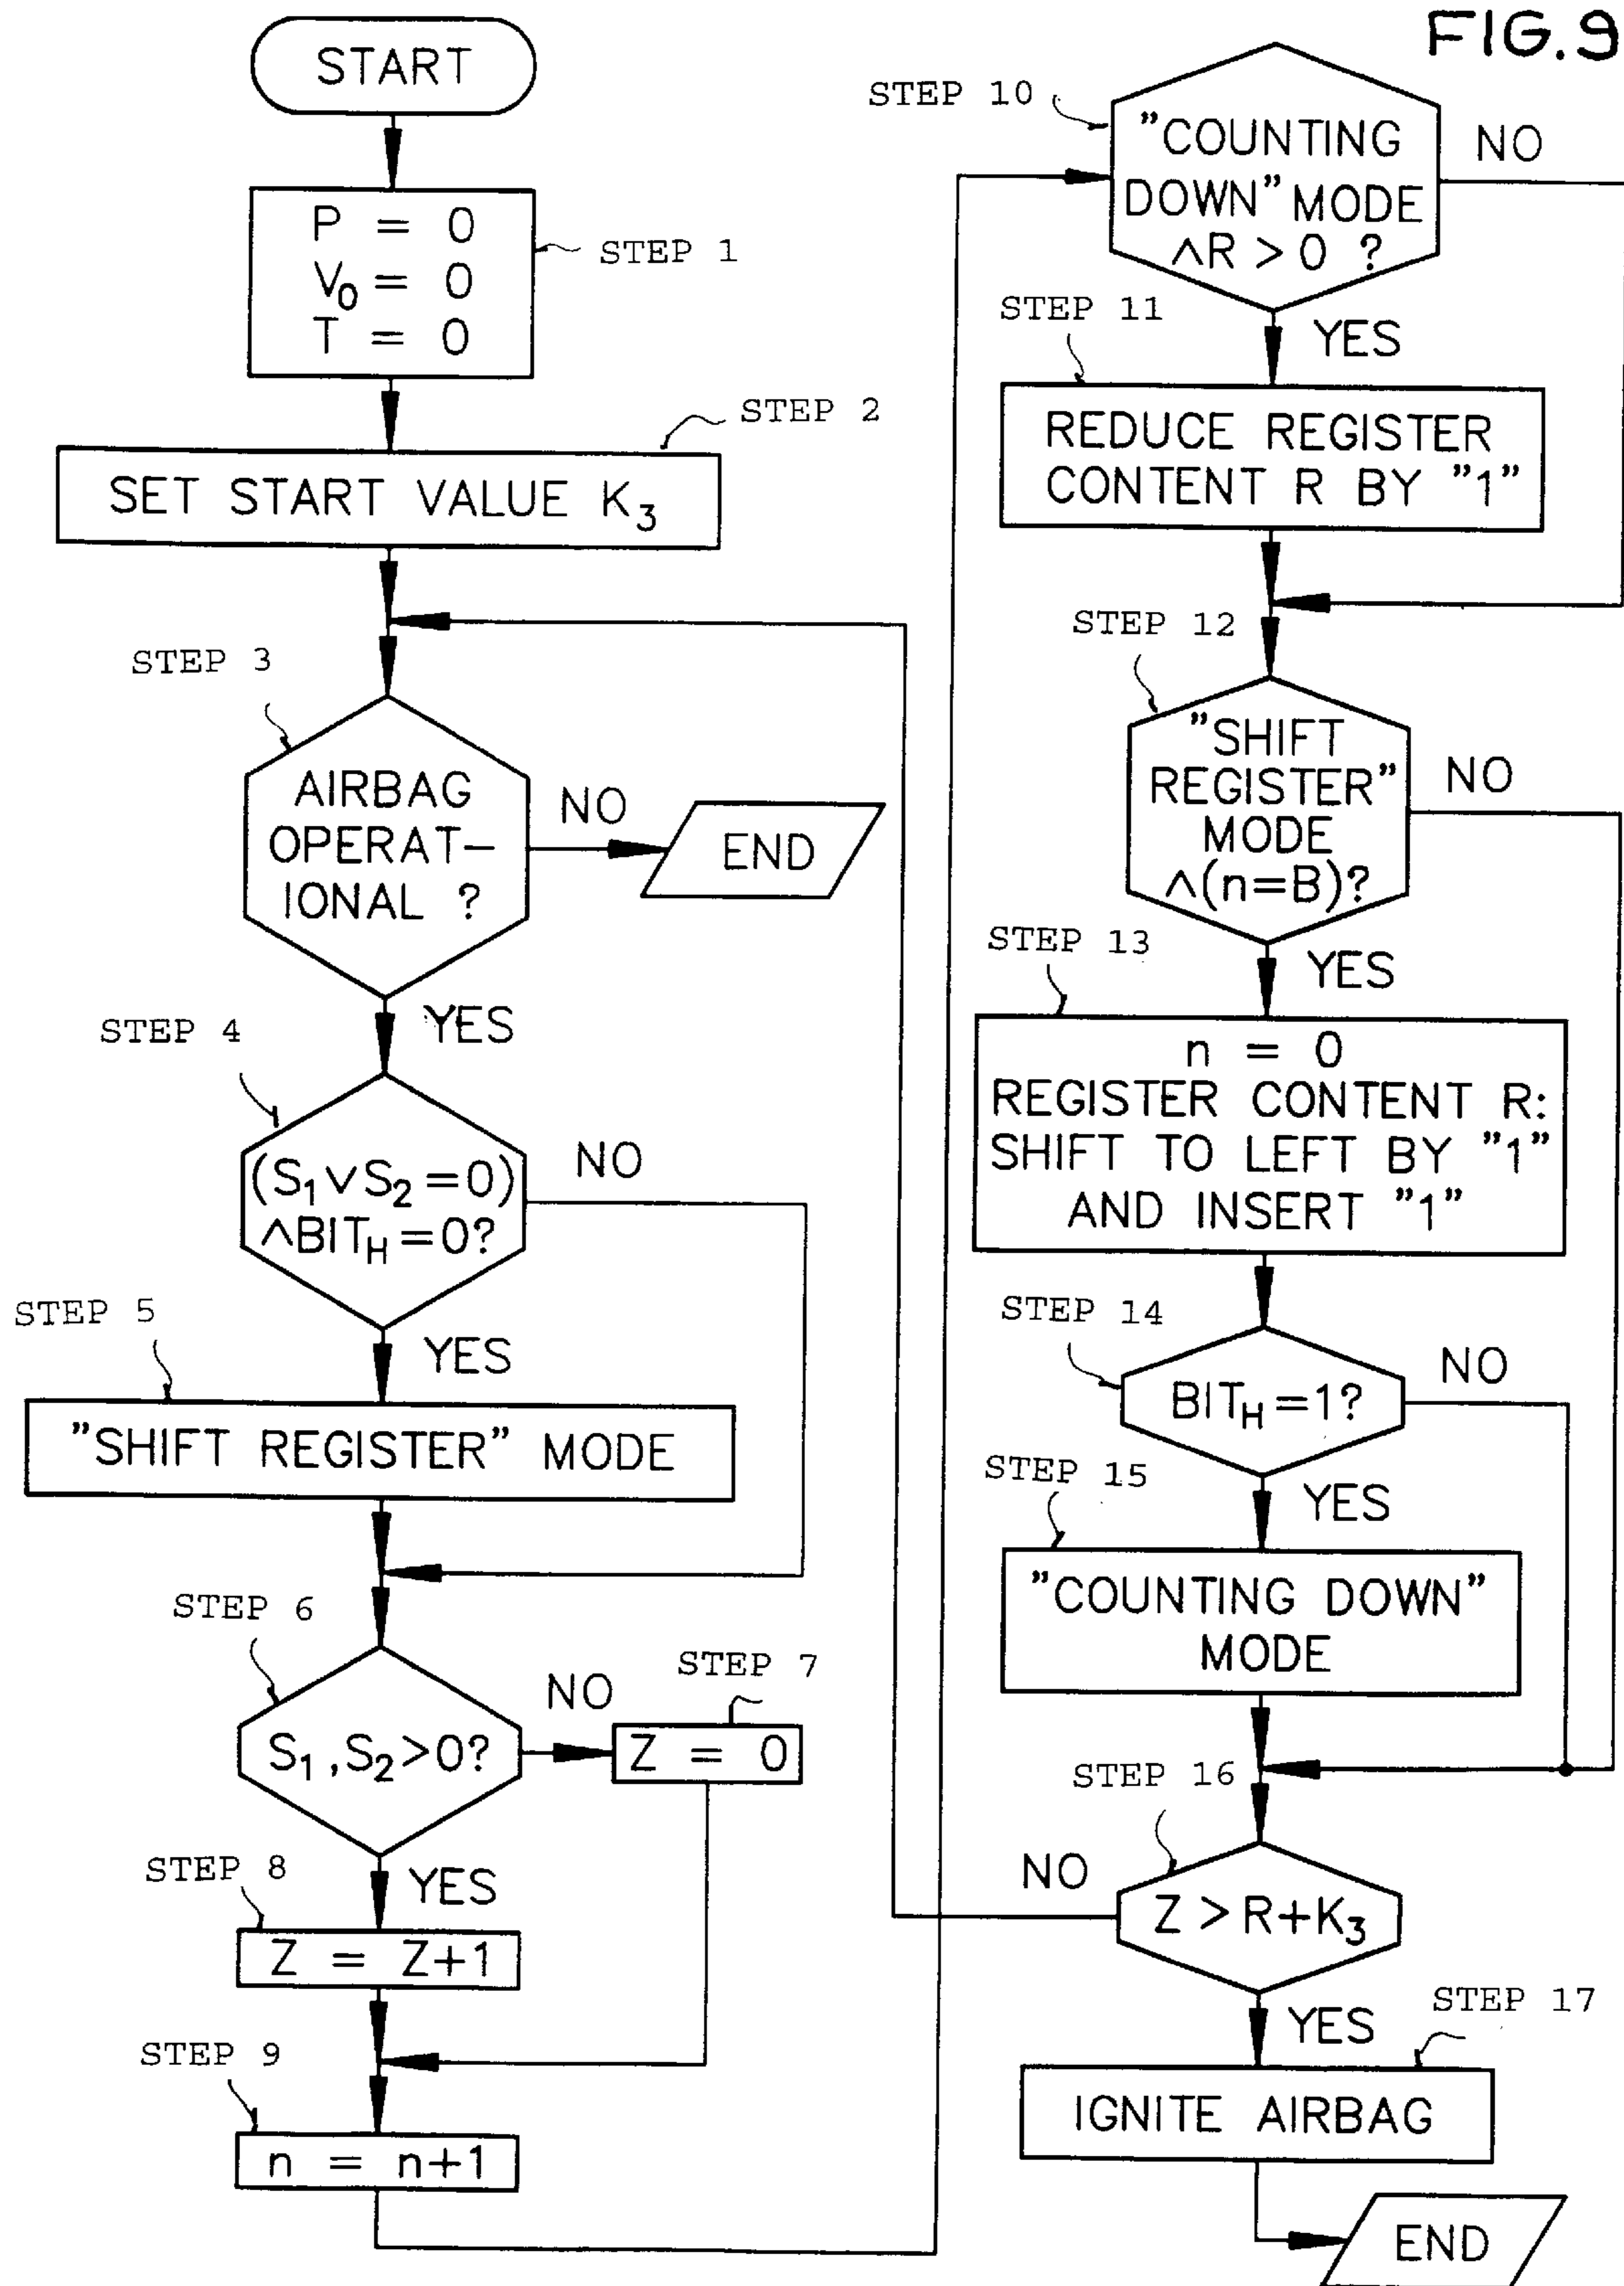 FIG.9
START
P = 0
V₀ = 0
T = 0
STEP 1
STEP 2
SET START VALUE K₃
STEP 3
AIRBAG
OPERAT–
IONAL ?
NO
END
YES
STEP 4
(S₁∨S₂=0)
∧BIT_H=0?
NO
YES
STEP 5
"SHIFT REGISTER" MODE
STEP 6
S₁,S₂>0?
NO
STEP 7
Z = 0
YES
STEP 8
Z = Z+1
STEP 9
n = n+1
STEP 10
"COUNTING
DOWN" MODE
∧R > 0 ?
NO
YES
STEP 11
REDUCE REGISTER
CONTENT R BY "1"
STEP 12
"SHIFT
REGISTER"
MODE
∧(n=B)?
NO
YES
STEP 13
n = 0
REGISTER CONTENT R:
SHIFT TO LEFT BY "1"
AND INSERT "1"
STEP 14
BIT_H=1?
NO
YES
STEP 15
"COUNTING DOWN"
MODE
STEP 16
Z > R+K₃
NO
YES
STEP 17
IGNITE AIRBAG
END